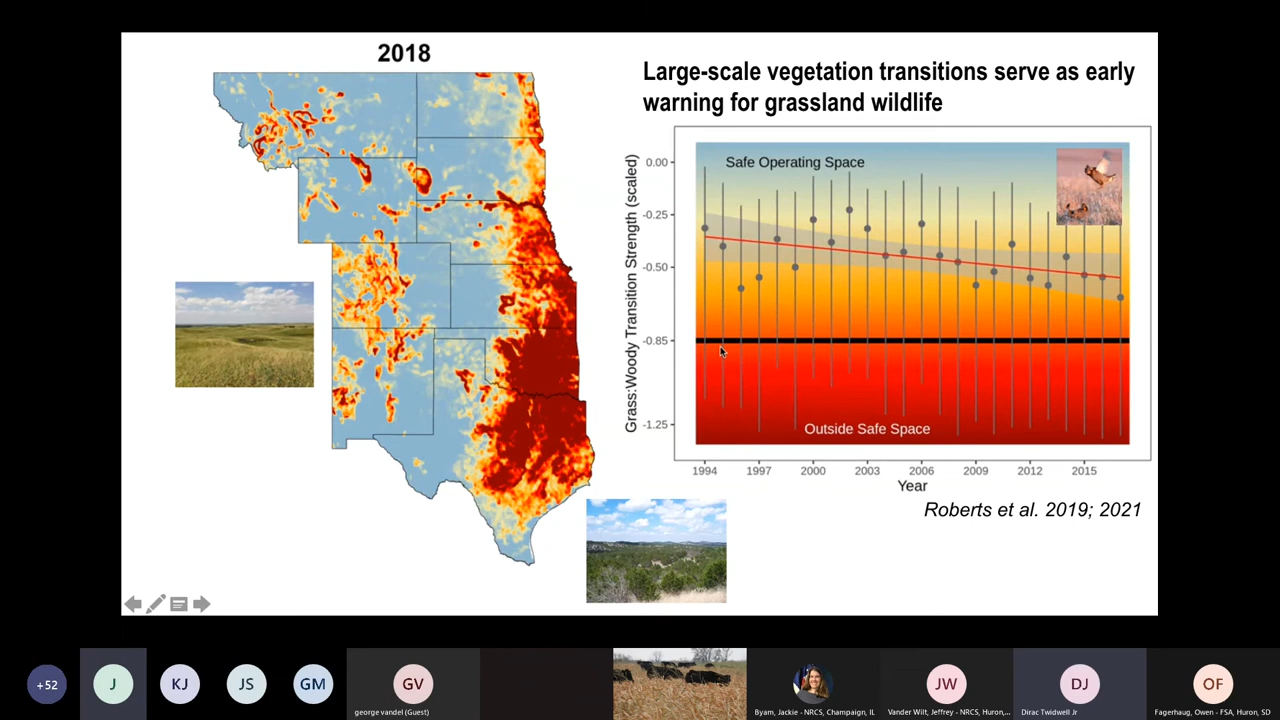 2018
Large-scale vegetation transitions serve as early
warning for grassland wildlife
Grass:Woody Transition Strength (scaled)
0.00
-0.25
-0.50
-0.85
-1.25
Safe Operating Space
Outside Safe Space
1994
1997
2000
2003
2006
2009
2012
2015
Year
Roberts et al. 2019; 2021
+52
J
KJ
JS
GM
GV
george vandel (Guest)
Byam, Jackie - NRCS, Champaign, IL
JW
Vander Wilt, Jeffrey - NRCS, Huron,...
DJ
Dirac Twidwell Jr
OF
Fagerhaug, Owen - FSA, Huron, SD